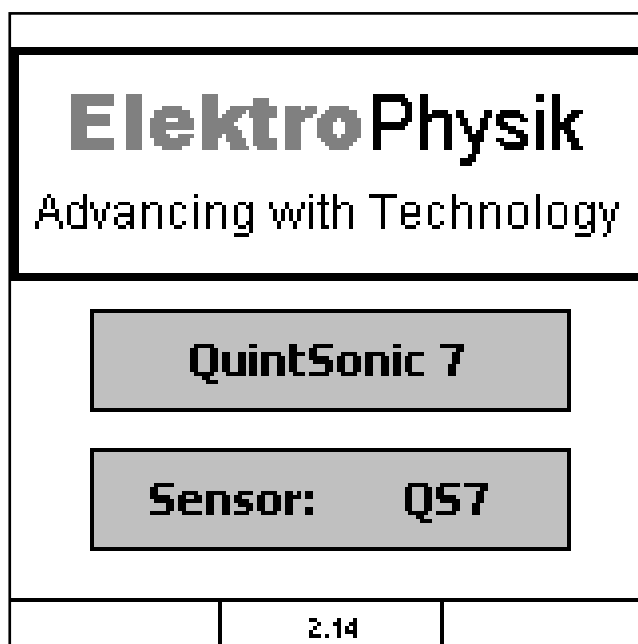 ElektroPhysik
Advancing with Technology
QuintSonic 7
Sensor: QS7
2.14